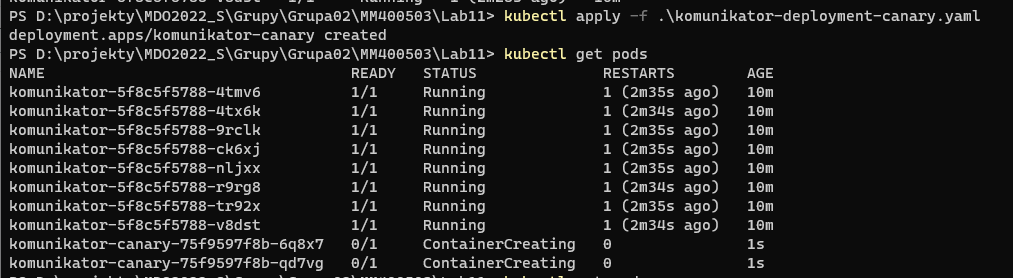 PS D:\projekty\MDO2022_S\Grupy\Grupa02\MM400503\Lab11> kubectl apply -f .\komunikator-deployment-canary.yaml
deployment.apps/komunikator-canary created
PS D:\projekty\MDO2022_S\Grupy\Grupa02\MM400503\Lab11> kubectl get pods
NAME READY STATUS RESTARTS AGE
komunikator-5f8c5f5788-4tmv6 1/1 Running 1 (2m35s ago) 10m
komunikator-5f8c5f5788-4tx6k 1/1 Running 1 (2m34s ago) 10m
komunikator-5f8c5f5788-9rclk 1/1 Running 1 (2m35s ago) 10m
komunikator-5f8c5f5788-ck6xj 1/1 Running 1 (2m35s ago) 10m
komunikator-5f8c5f5788-nljxx 1/1 Running 1 (2m35s ago) 10m
komunikator-5f8c5f5788-r9rg8 1/1 Running 1 (2m34s ago) 10m
komunikator-5f8c5f5788-tr92x 1/1 Running 1 (2m35s ago) 10m
komunikator-5f8c5f5788-v8dst 1/1 Running 1 (2m34s ago) 10m
komunikator-canary-75f9597f8b-6q8x7 0/1 ContainerCreating 0 1s
komunikator-canary-75f9597f8b-qd7vg 0/1 ContainerCreating 0 1s